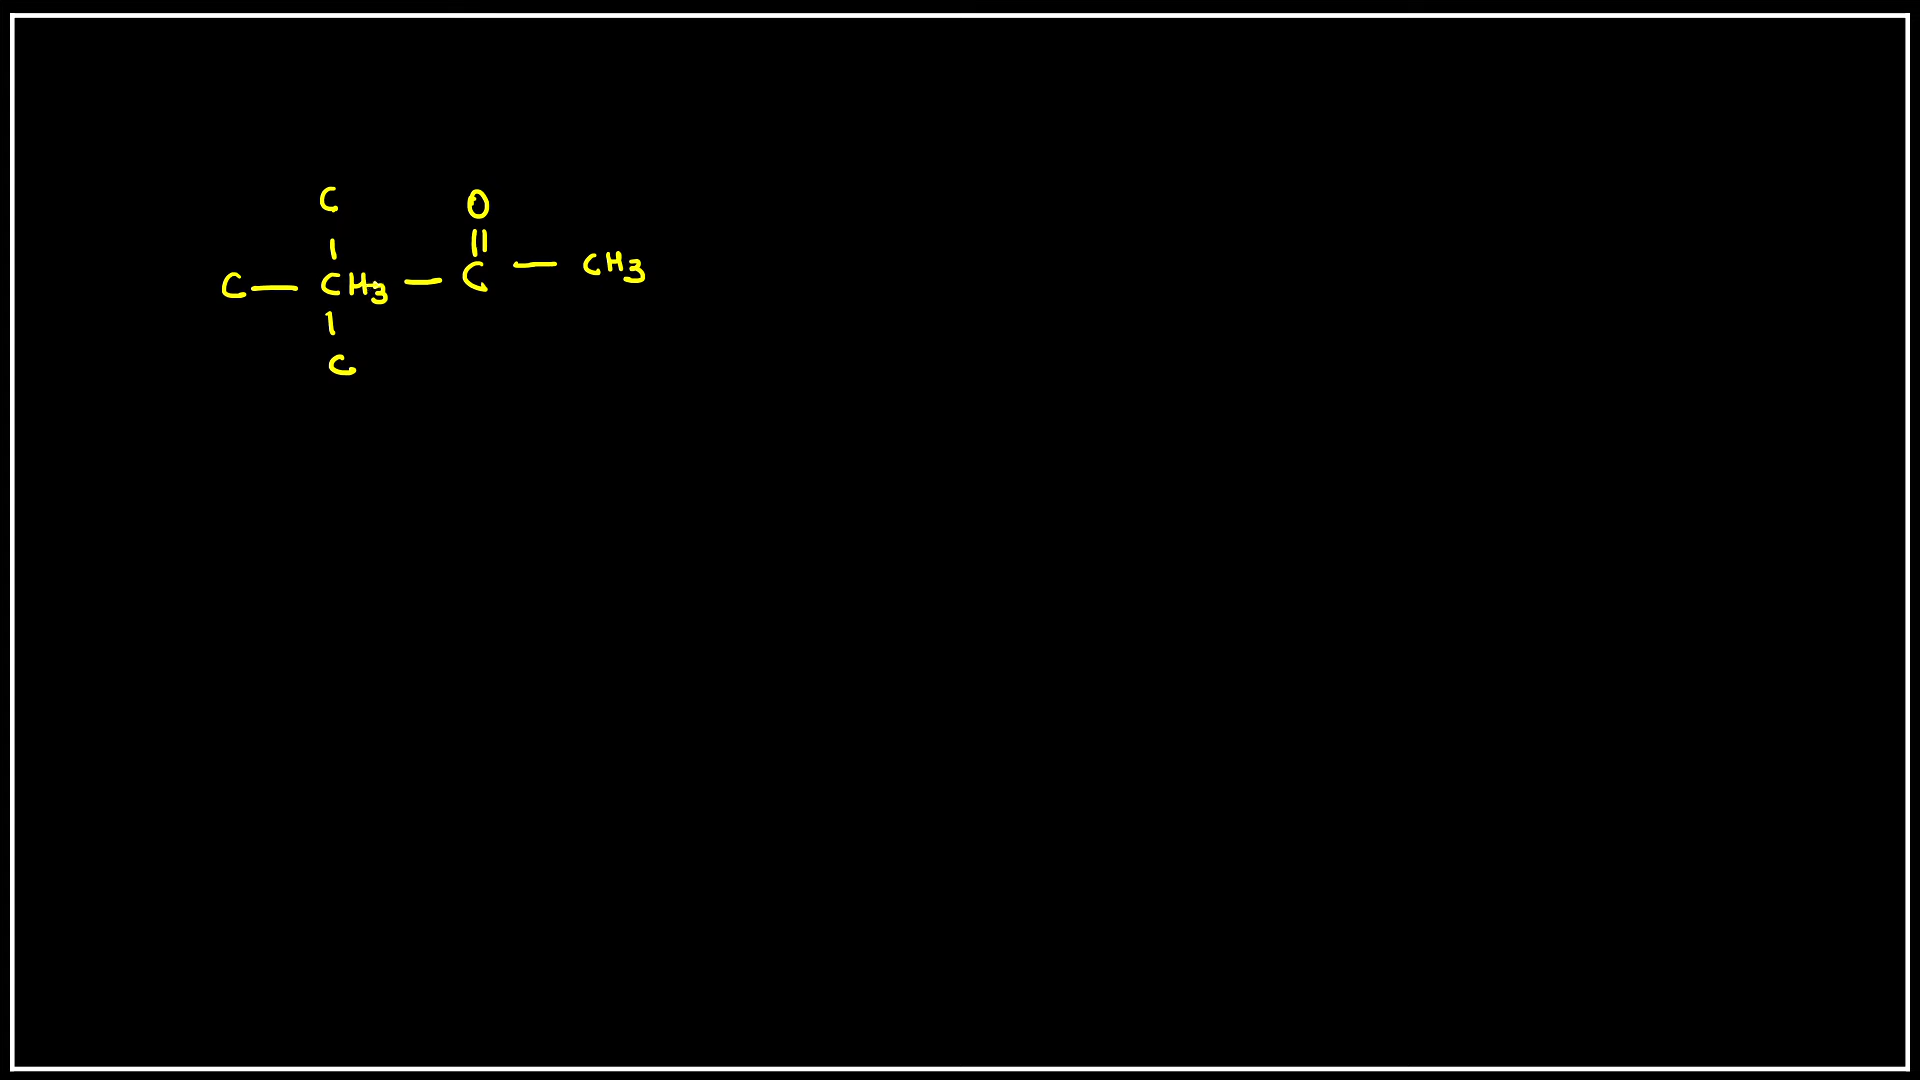 C O
|| 
C — CH3 — C — CH3
C